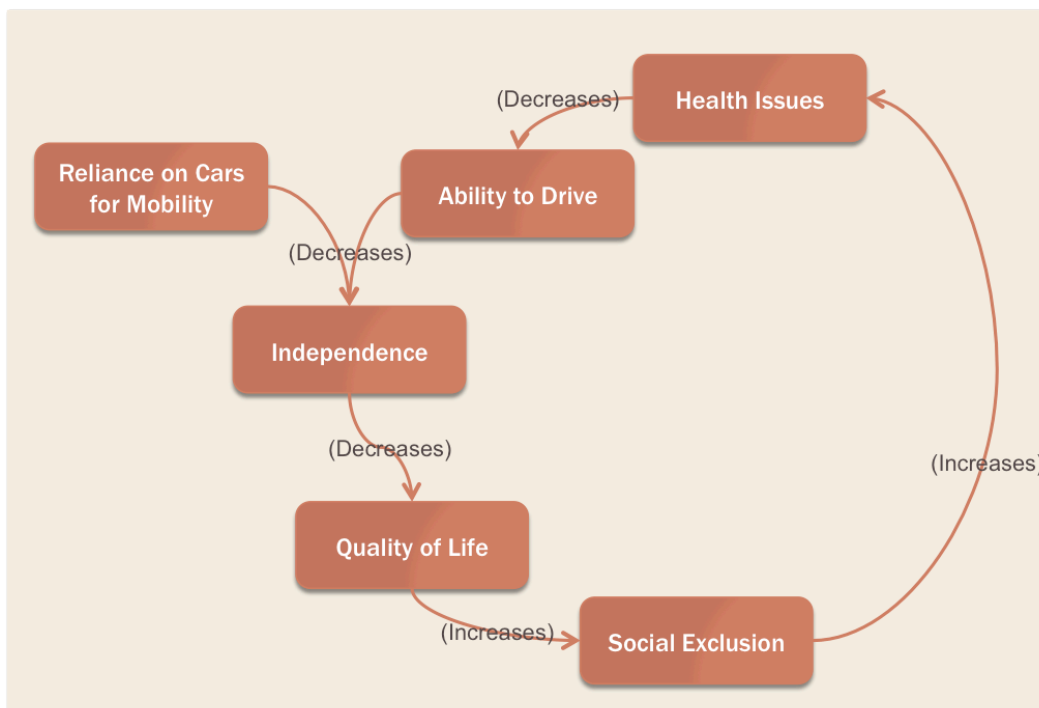 Health Issues
(Decreases)
Reliance on Cars
for Mobility
Ability to Drive
(Decreases)
Independence
(Decreases)
(Increases)
Quality of Life
(Increases)
Social Exclusion